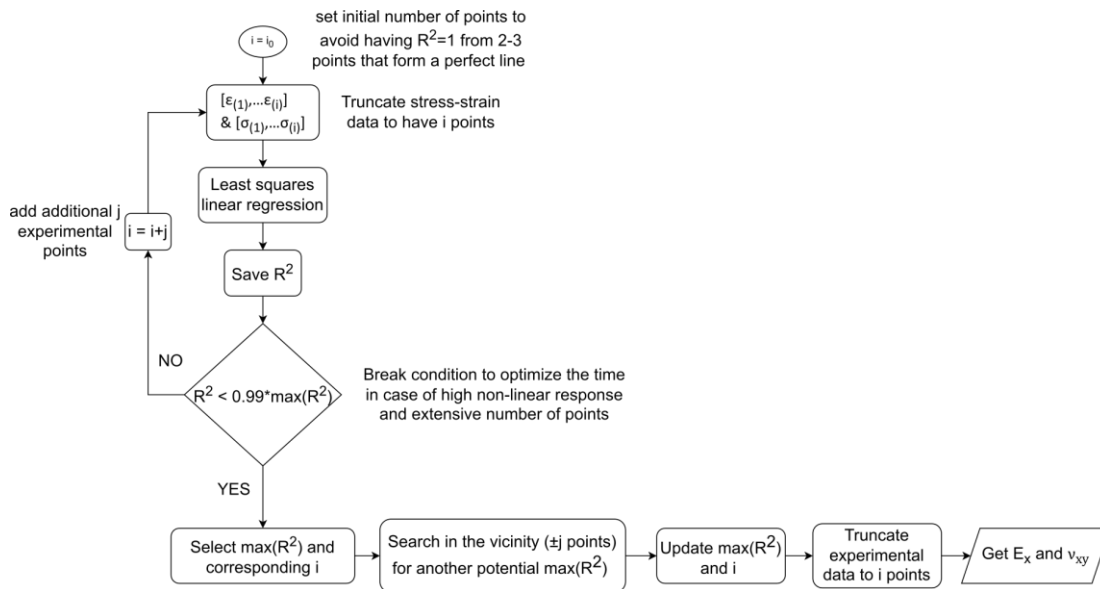 set initial number of points to
avoid having R²=1 from 2-3
points that form a perfect line
i = i₀
[ε₍₁₎,...ε₍ᵢ₎]
& [σ₍₁₎,...σ₍ᵢ₎]
Truncate stress-strain
data to have i points
Least squares
linear regression
add additional j
experimental
points
i = i+j
Save R²
NO
R² < 0.99*max(R²)
Break condition to optimize the time
in case of high non-linear response
and extensive number of points
YES
Select max(R²) and
corresponding i
Search in the vicinity (±j points)
for another potential max(R²)
Update max(R²)
and i
Truncate
experimental
data to i points
Get Eₓ and ν_xy